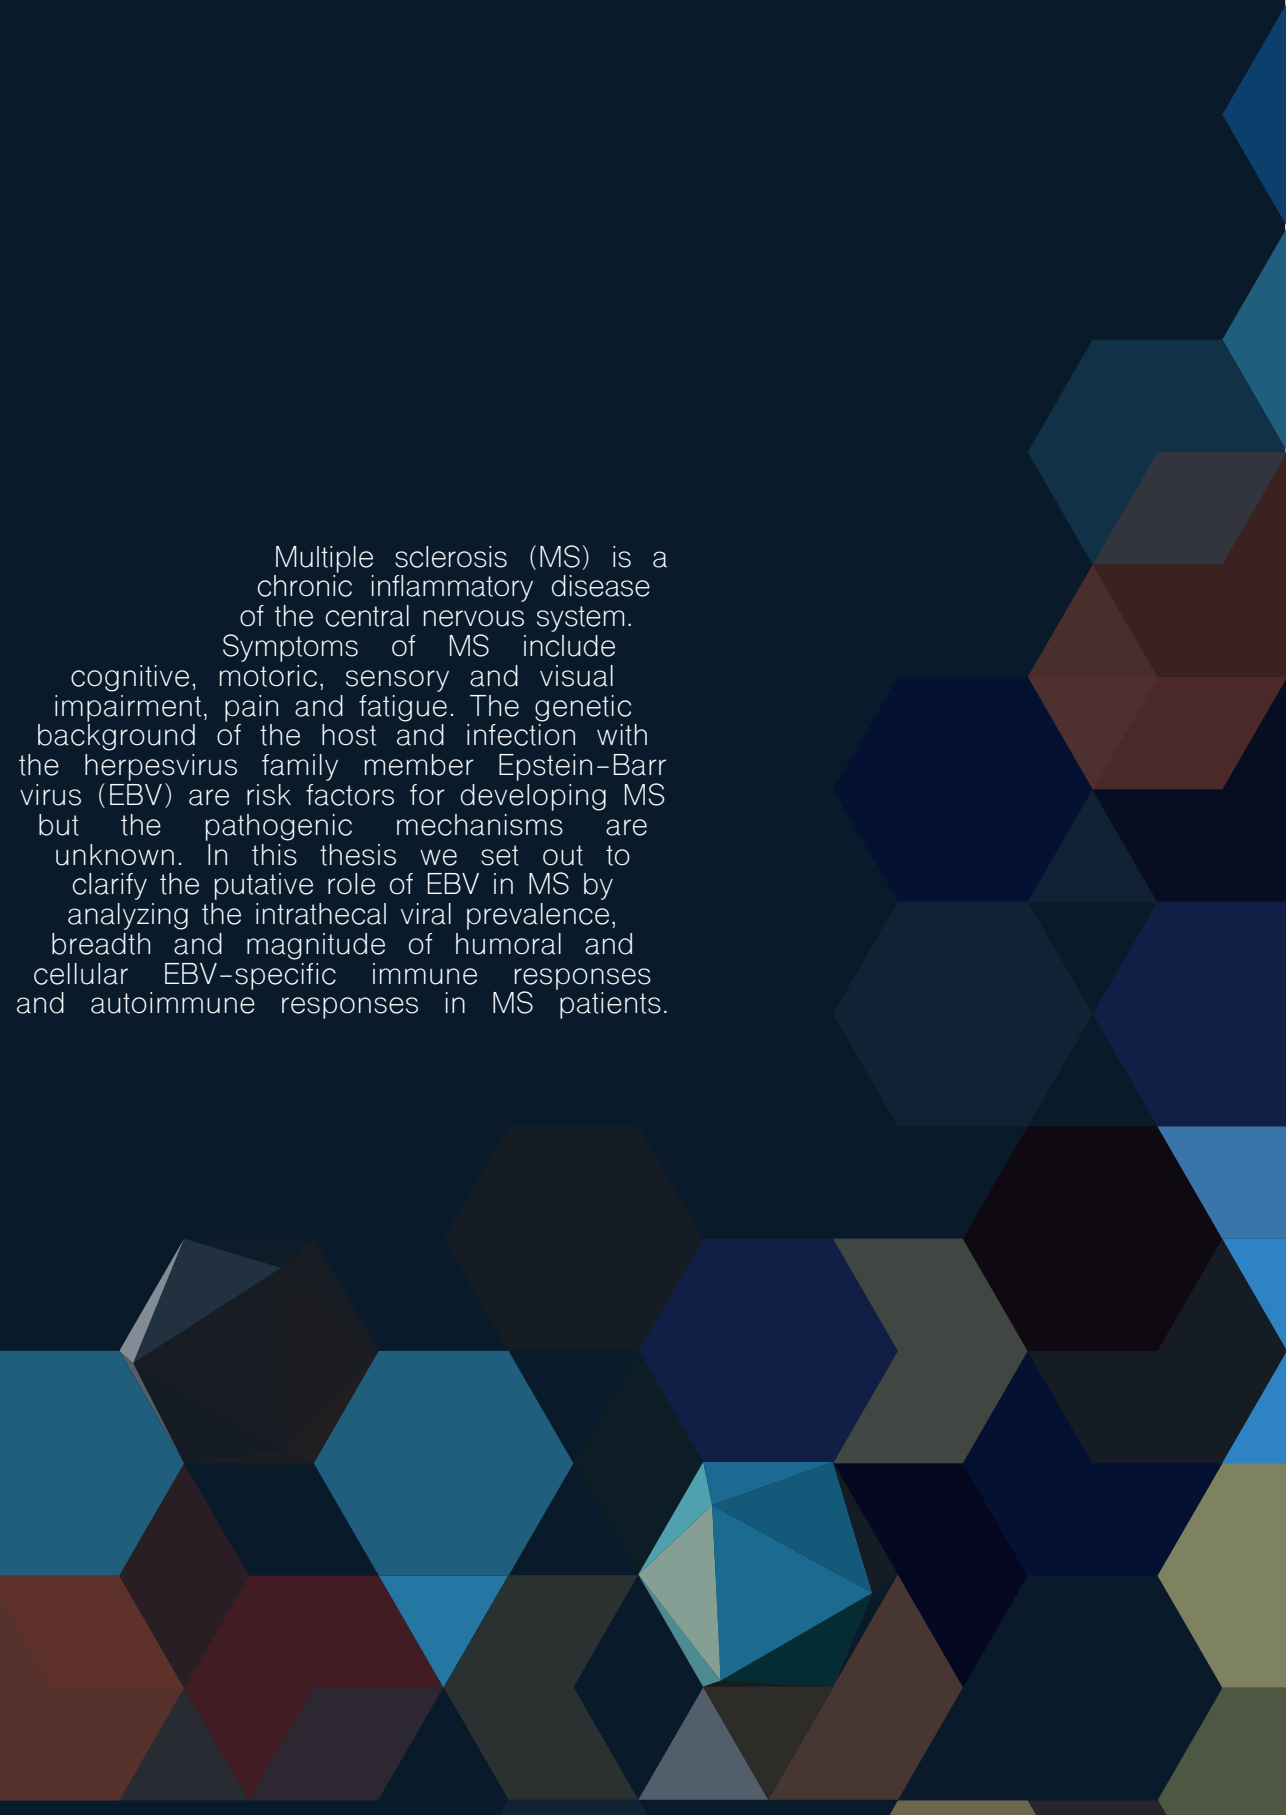 Multiple sclerosis (MS) is a
chronic inflammatory disease
of the central nervous system.
Symptoms of MS include
cognitive, motoric, sensory and visual
impairment, pain and fatigue. The genetic
background of the host and infection with
the herpesvirus family member Epstein-Barr
virus (EBV) are risk factors for developing MS
but the pathogenic mechanisms are
unknown. In this thesis we set out to
clarify the putative role of EBV in MS by
analyzing the intrathecal viral prevalence,
breadth and magnitude of humoral and
cellular EBV-specific immune responses
and autoimmune responses in MS patients.